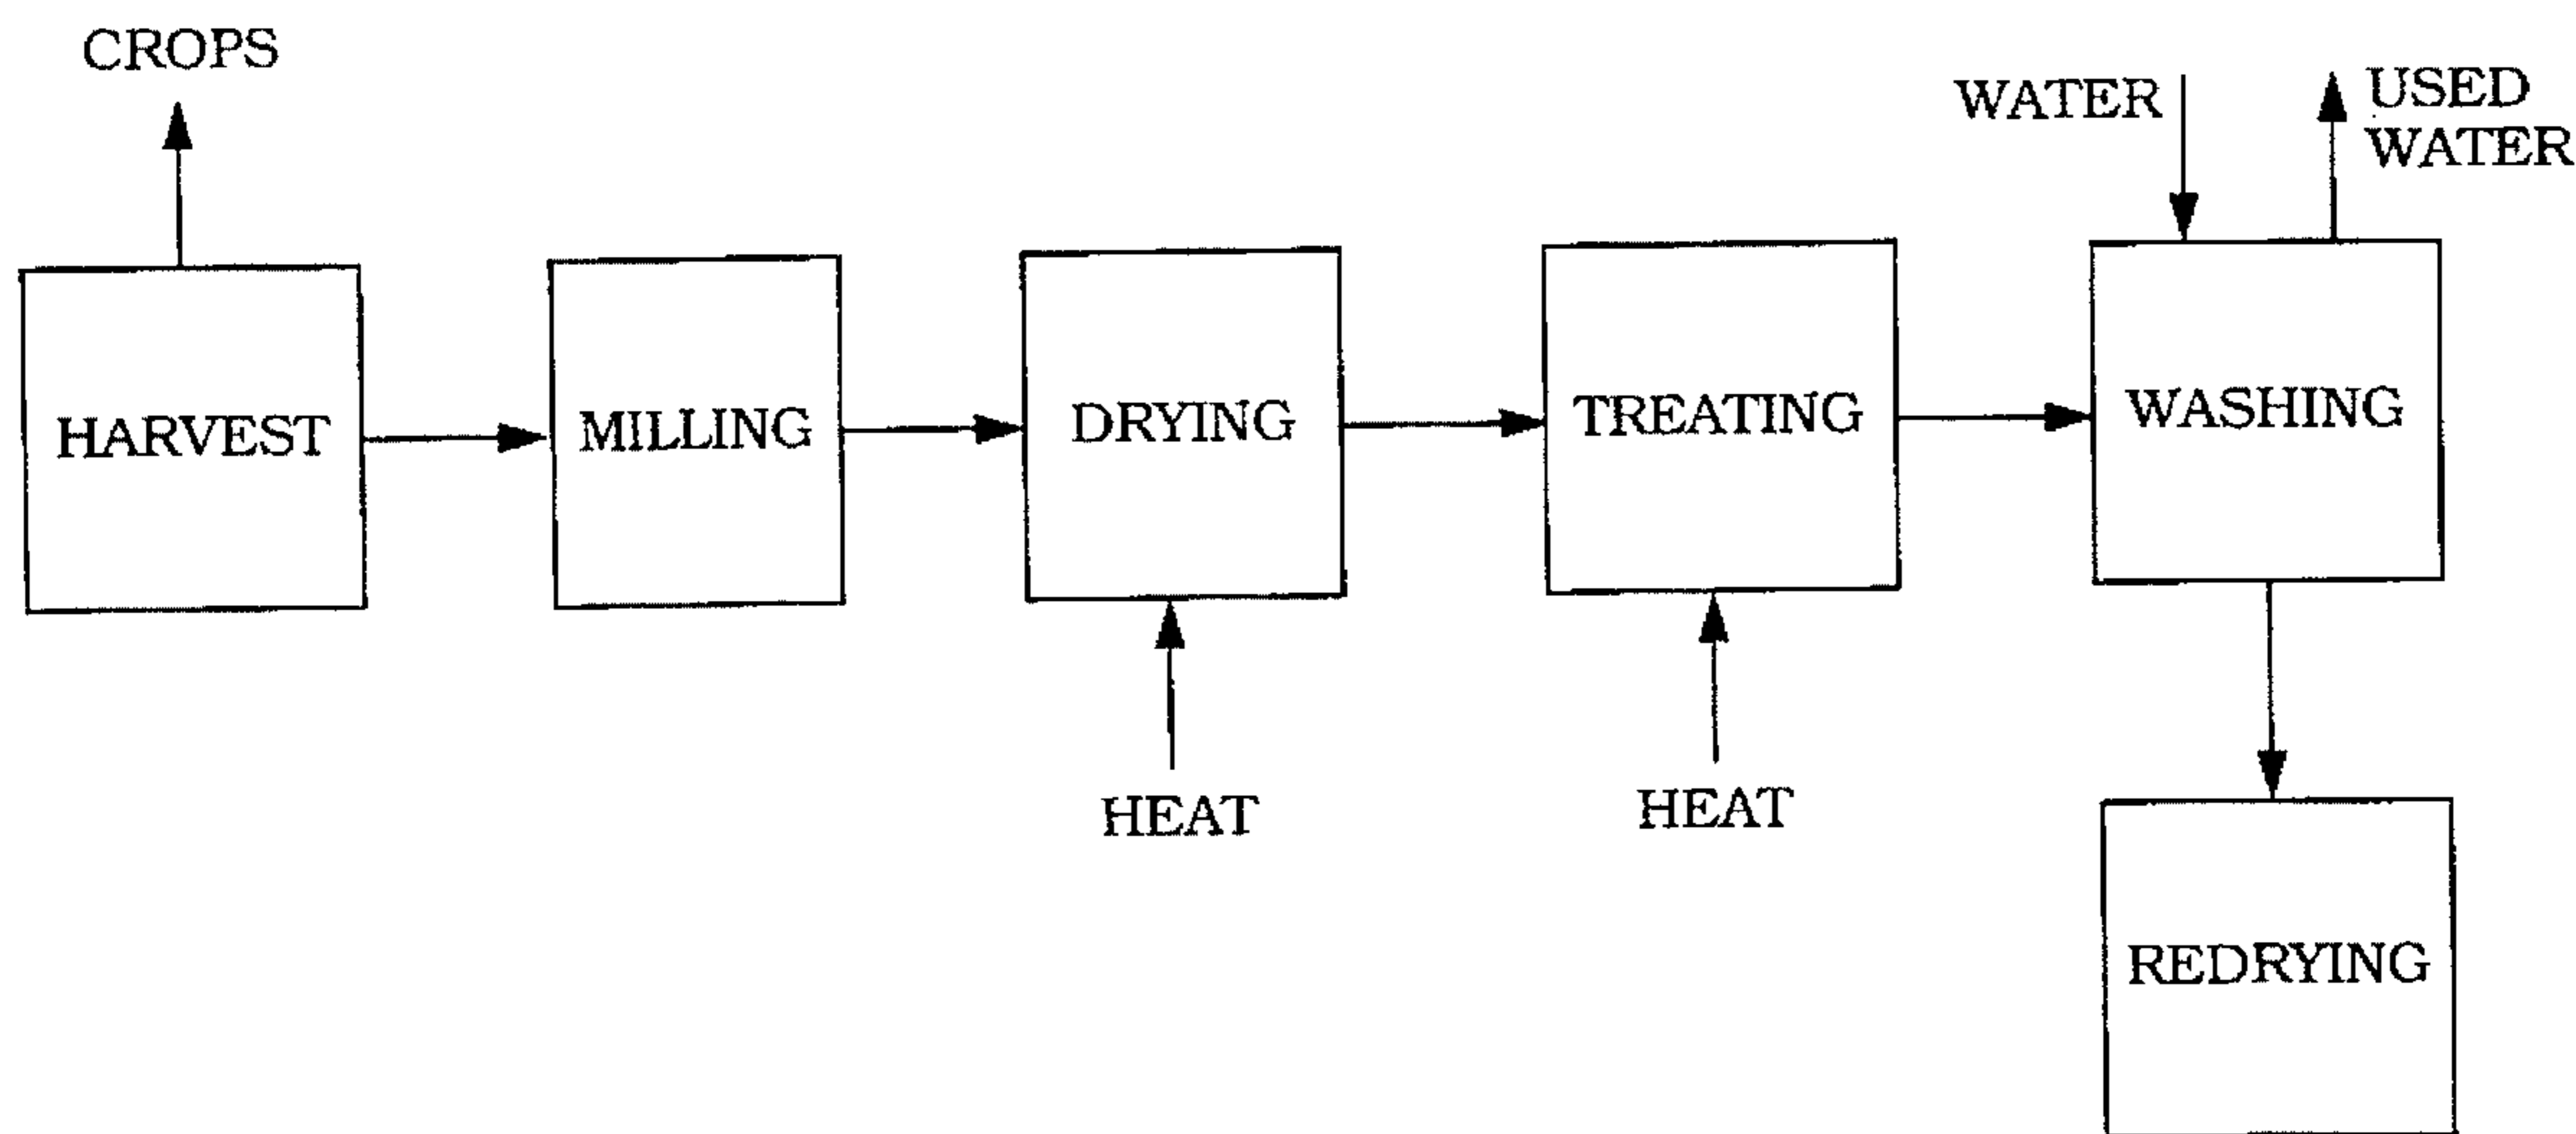 CROPS
WATER
USED
WATER
HARVEST
MILLING
DRYING
TREATING
WASHING
HEAT
HEAT
REDRYING